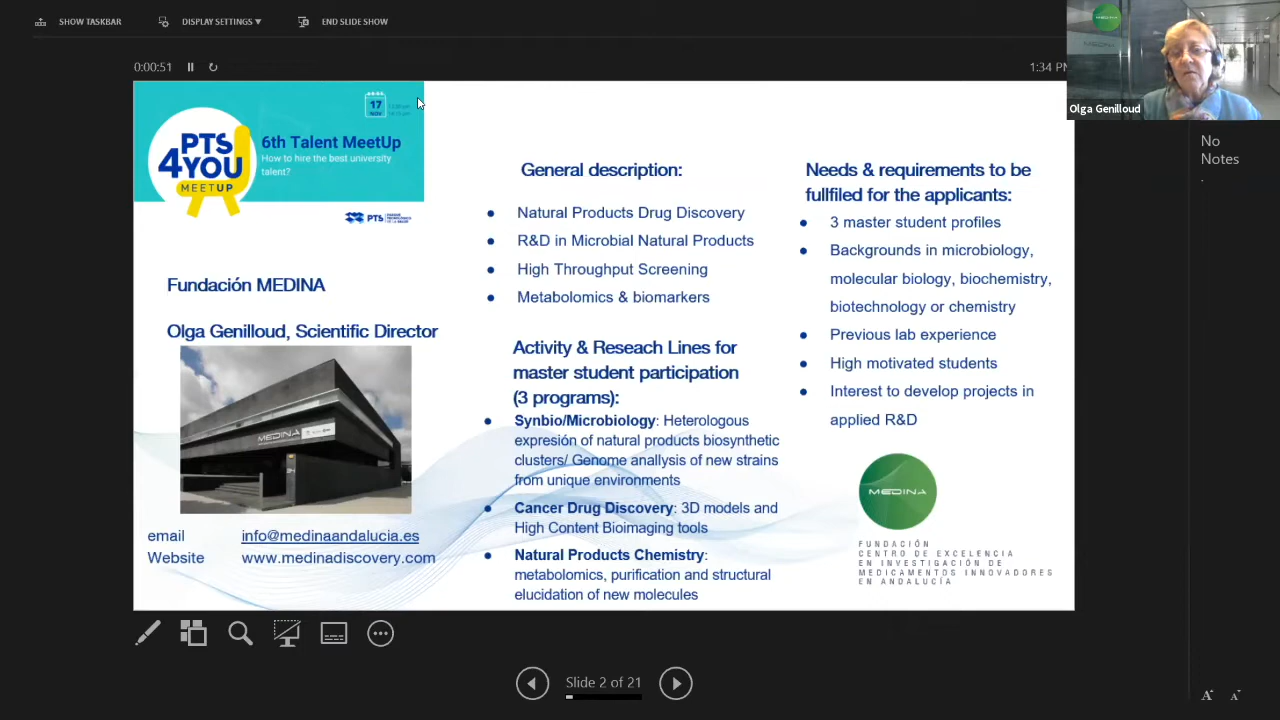 SHOW TASKBAR
DISPLAY SETTINGS ▾
END SLIDE SHOW
0:00:51
1:34 PM
MEDINA
MEDINA
Olga Genilloud
No
Notes
17
NOV
PTS
4YOU
MEETUP
6th Talent MeetUp
How to hire the best university
talent?
PTS
Fundación MEDINA
Olga Genilloud, Scientific Director
MEDINA
email info@medinaandalucia.es
Website www.medinadiscovery.com
General description:
● Natural Products Drug Discovery
● R&D in Microbial Natural Products
● High Throughput Screening
● Metabolomics & biomarkers
Activity & Reseach Lines for
master student participation
(3 programs):
● Synbio/Microbiology: Heterologous
expresión of natural products biosynthetic
clusters/ Genome anallysis of new strains
from unique environments
● Cancer Drug Discovery: 3D models and
High Content Bioimaging tools
● Natural Products Chemistry:
metabolomics, purification and structural
elucidation of new molecules
Needs & requirements to be
fullfiled for the applicants:
● 3 master student profiles
● Backgrounds in microbiology,
molecular biology, biochemistry,
biotechnology or chemistry
● Previous lab experience
● High motivated students
● Interest to develop projects in
applied R&D
MEDINA
FUNDACIÓN
CENTRO DE EXCELENCIA
EN INVESTIGACIÓN DE
MEDICAMENTOS INNOVADORES
EN ANDALUCÍA
Slide 2 of 21
A A